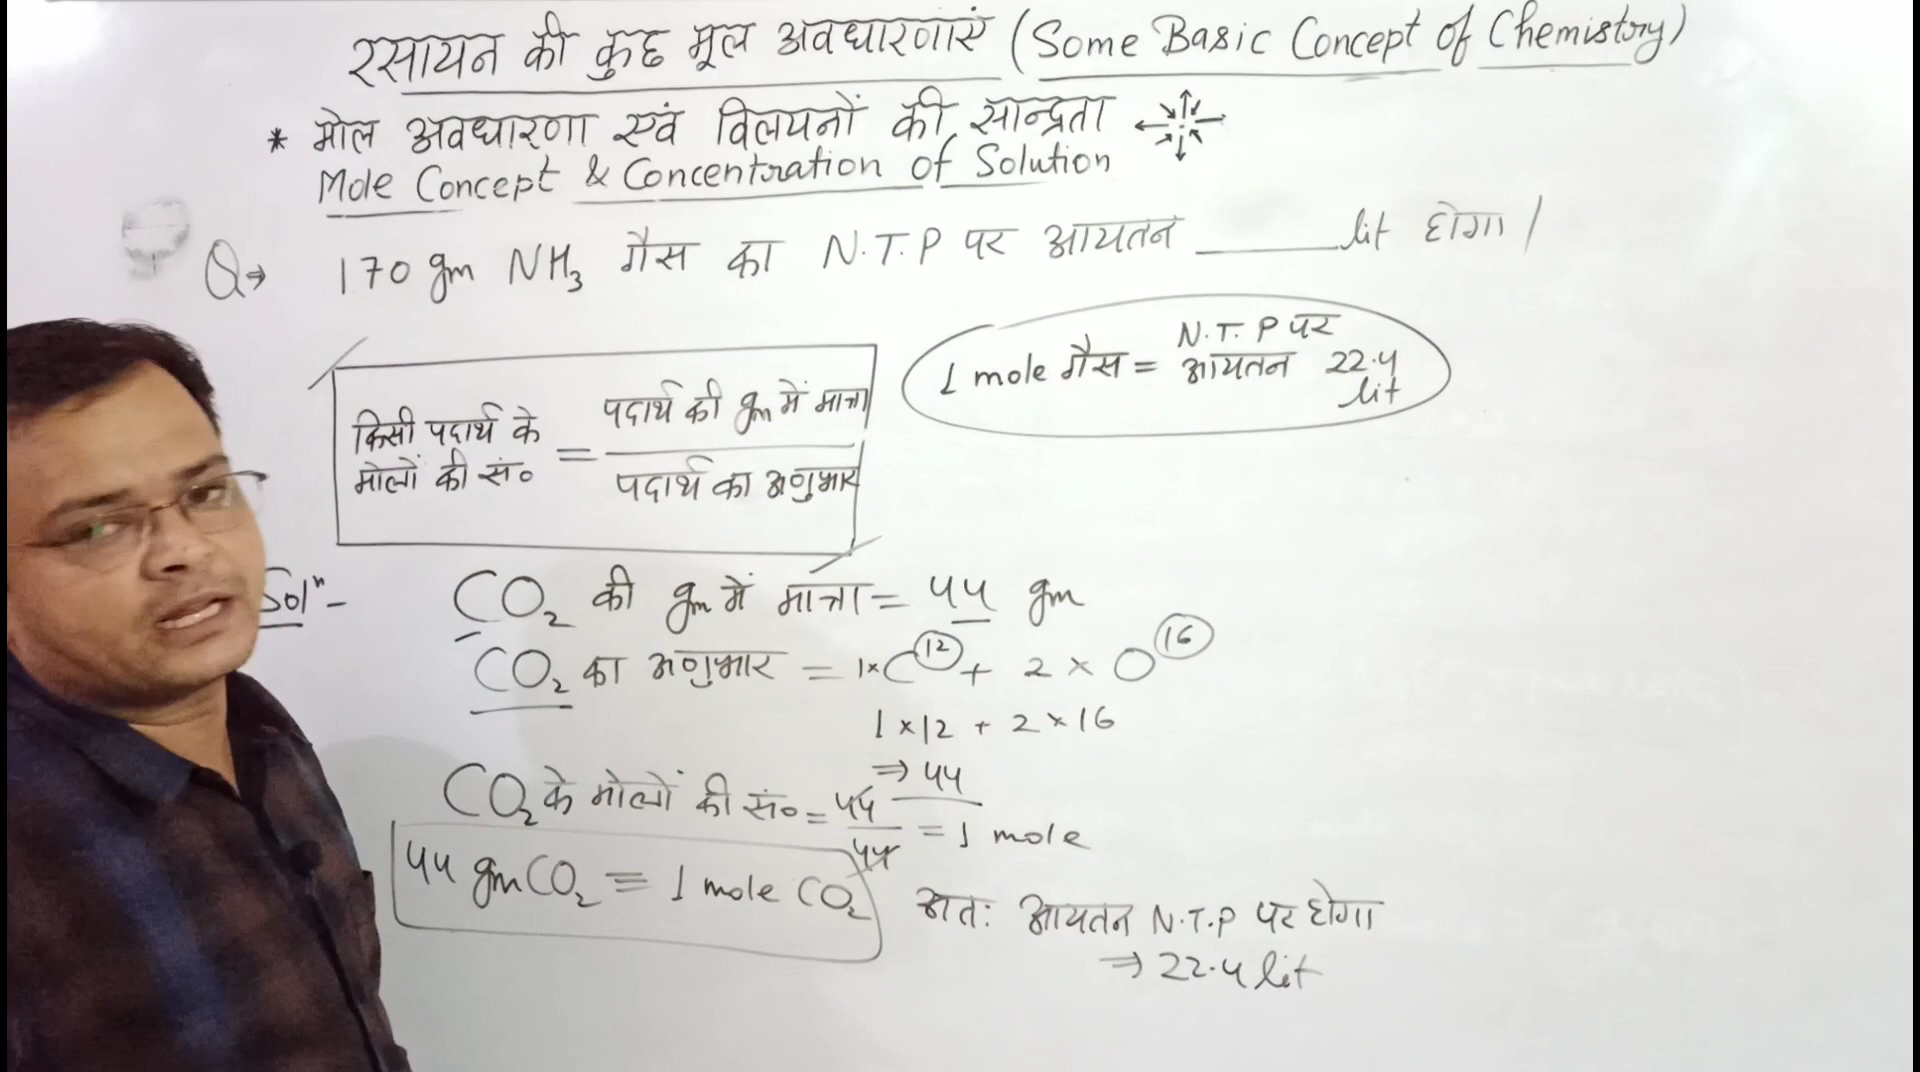 रसायन की कुछ मूल अवधारणाएं (Some Basic Concept of Chemistry)
* मोल अवधारणा एवं विलयनों की सान्द्रता
Mole Concept & Concentration of Solution
Q→ 170 gm NH₃ गैस का N.T.P पर आयतन ______ lit होगा।
1 mole गैस = N.T.P पर
आयतन 22.4
lit
किसी पदार्थ के मोलों की सं० = पदार्थ की gm में मात्रा / पदार्थ का अणुभार
Solⁿ- CO₂ की gm में मात्रा = 44 gm
CO₂ का अणुभार = 1×C⑫ + 2×O⑯
1×12 + 2×16
⇒ 44
CO₂ के मोलों की सं० = 44/44 = 1 mole
44 gm CO₂ ≡ 1 mole CO₂
अतः आयतन N.T.P पर होगा
⇒ 22.4 lit